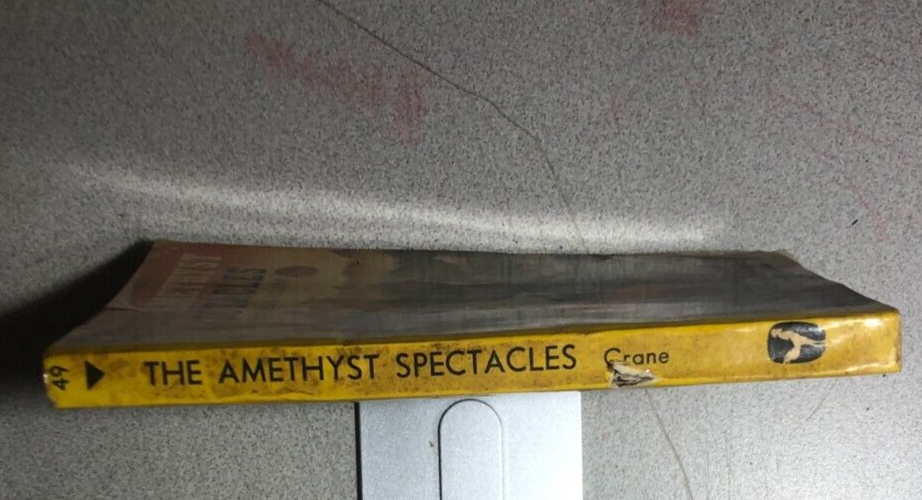 49 THE AMETHYST SPECTACLES Crane